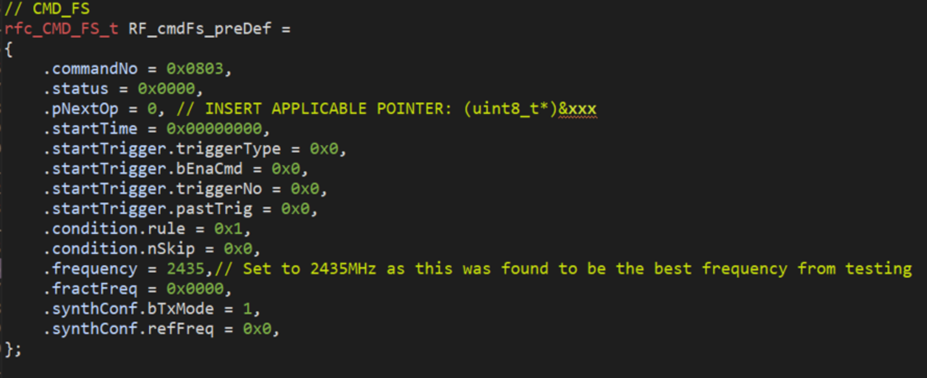 // CMD_FS
rfc_CMD_FS_t RF_cmdFs_preDef =
{
    .commandNo = 0x0803,
    .status = 0x0000,
    .pNextOp = 0, // INSERT APPLICABLE POINTER: (uint8_t*)&xxx
    .startTime = 0x00000000,
    .startTrigger.triggerType = 0x0,
    .startTrigger.bEnaCmd = 0x0,
    .startTrigger.triggerNo = 0x0,
    .startTrigger.pastTrig = 0x0,
    .condition.rule = 0x1,
    .condition.nSkip = 0x0,
    .frequency = 2435,// Set to 2435MHz as this was found to be the best frequency from testing
    .fractFreq = 0x0000,
    .synthConf.bTxMode = 1,
    .synthConf.refFreq = 0x0,
};